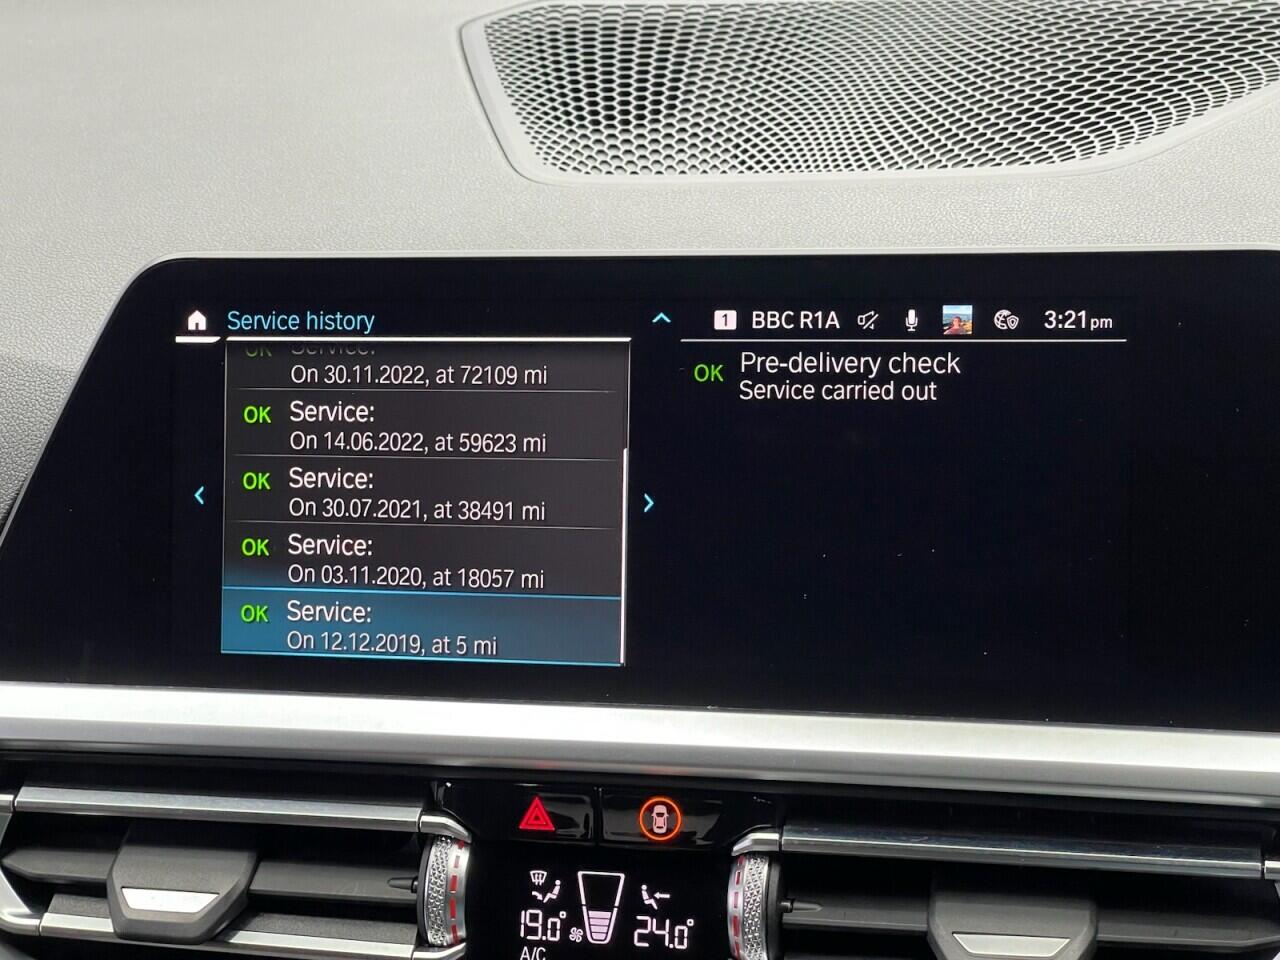 Service history
1 BBC R1A 3:21pm
OK Service:
On 30.11.2022, at 72109 mi
OK Service:
On 14.06.2022, at 59623 mi
OK Service:
On 30.07.2021, at 38491 mi
OK Service:
On 03.11.2020, at 18057 mi
OK Service:
On 12.12.2019, at 5 mi
OK Pre-delivery check
Service carried out
19.0° 24.0°
A/C